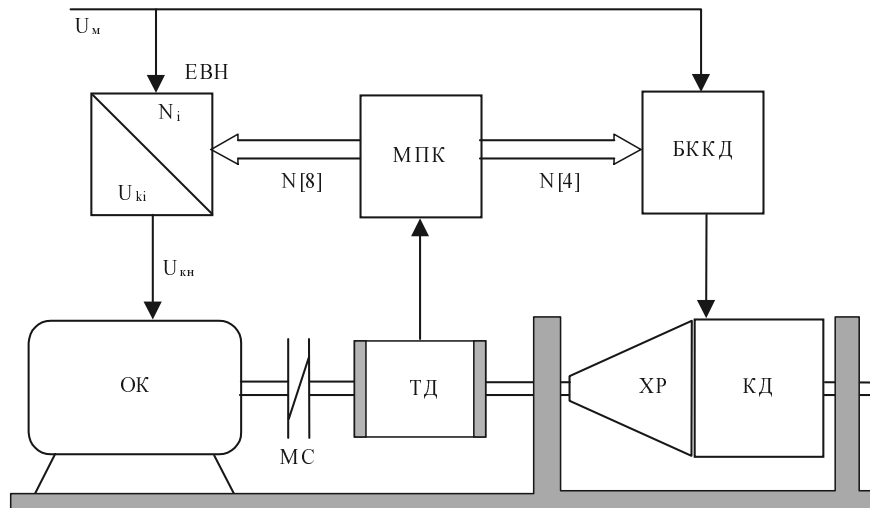 Uм
ЕВН
Ni
Uki
N[8]
МПК
N[4]
БККД
Uкн
ОК
МС
ТД
ХР
КД